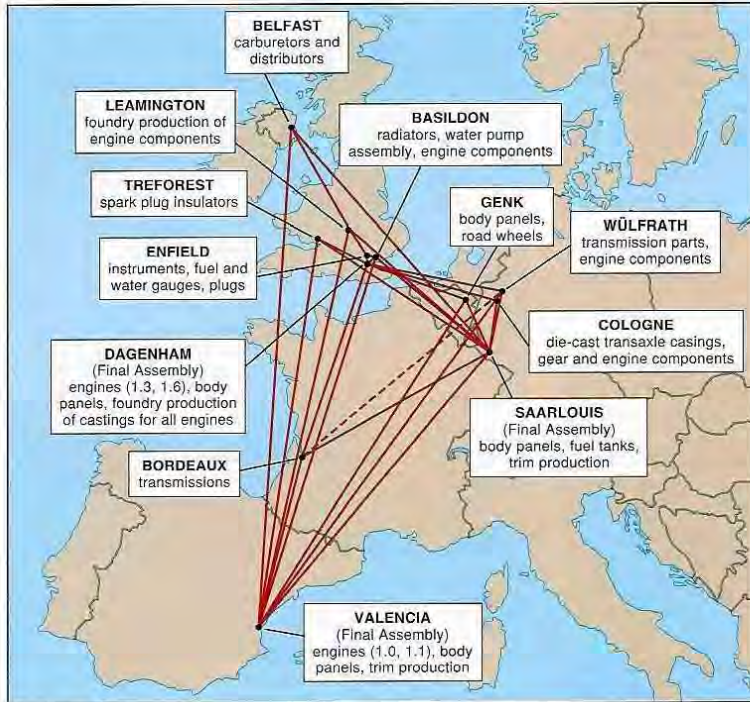 BELFAST
carburetors and
distributors
LEAMINGTON
foundry production of
engine components
BASILDON
radiators, water pump
assembly, engine components
TREFOREST
spark plug insulators
GENK
body panels,
road wheels
WÜLFRATH
transmission parts,
engine components
ENFIELD
instruments, fuel and
water gauges, plugs
COLOGNE
die-cast transaxle casings,
gear and engine components
DAGENHAM
(Final Assembly)
engines (1.3, 1.6), body
panels, foundry production
of castings for all engines
SAARLOUIS
(Final Assembly)
body panels, fuel tanks,
trim production
BORDEAUX
transmissions
VALENCIA
(Final Assembly)
engines (1.0, 1.1), body
panels, trim production